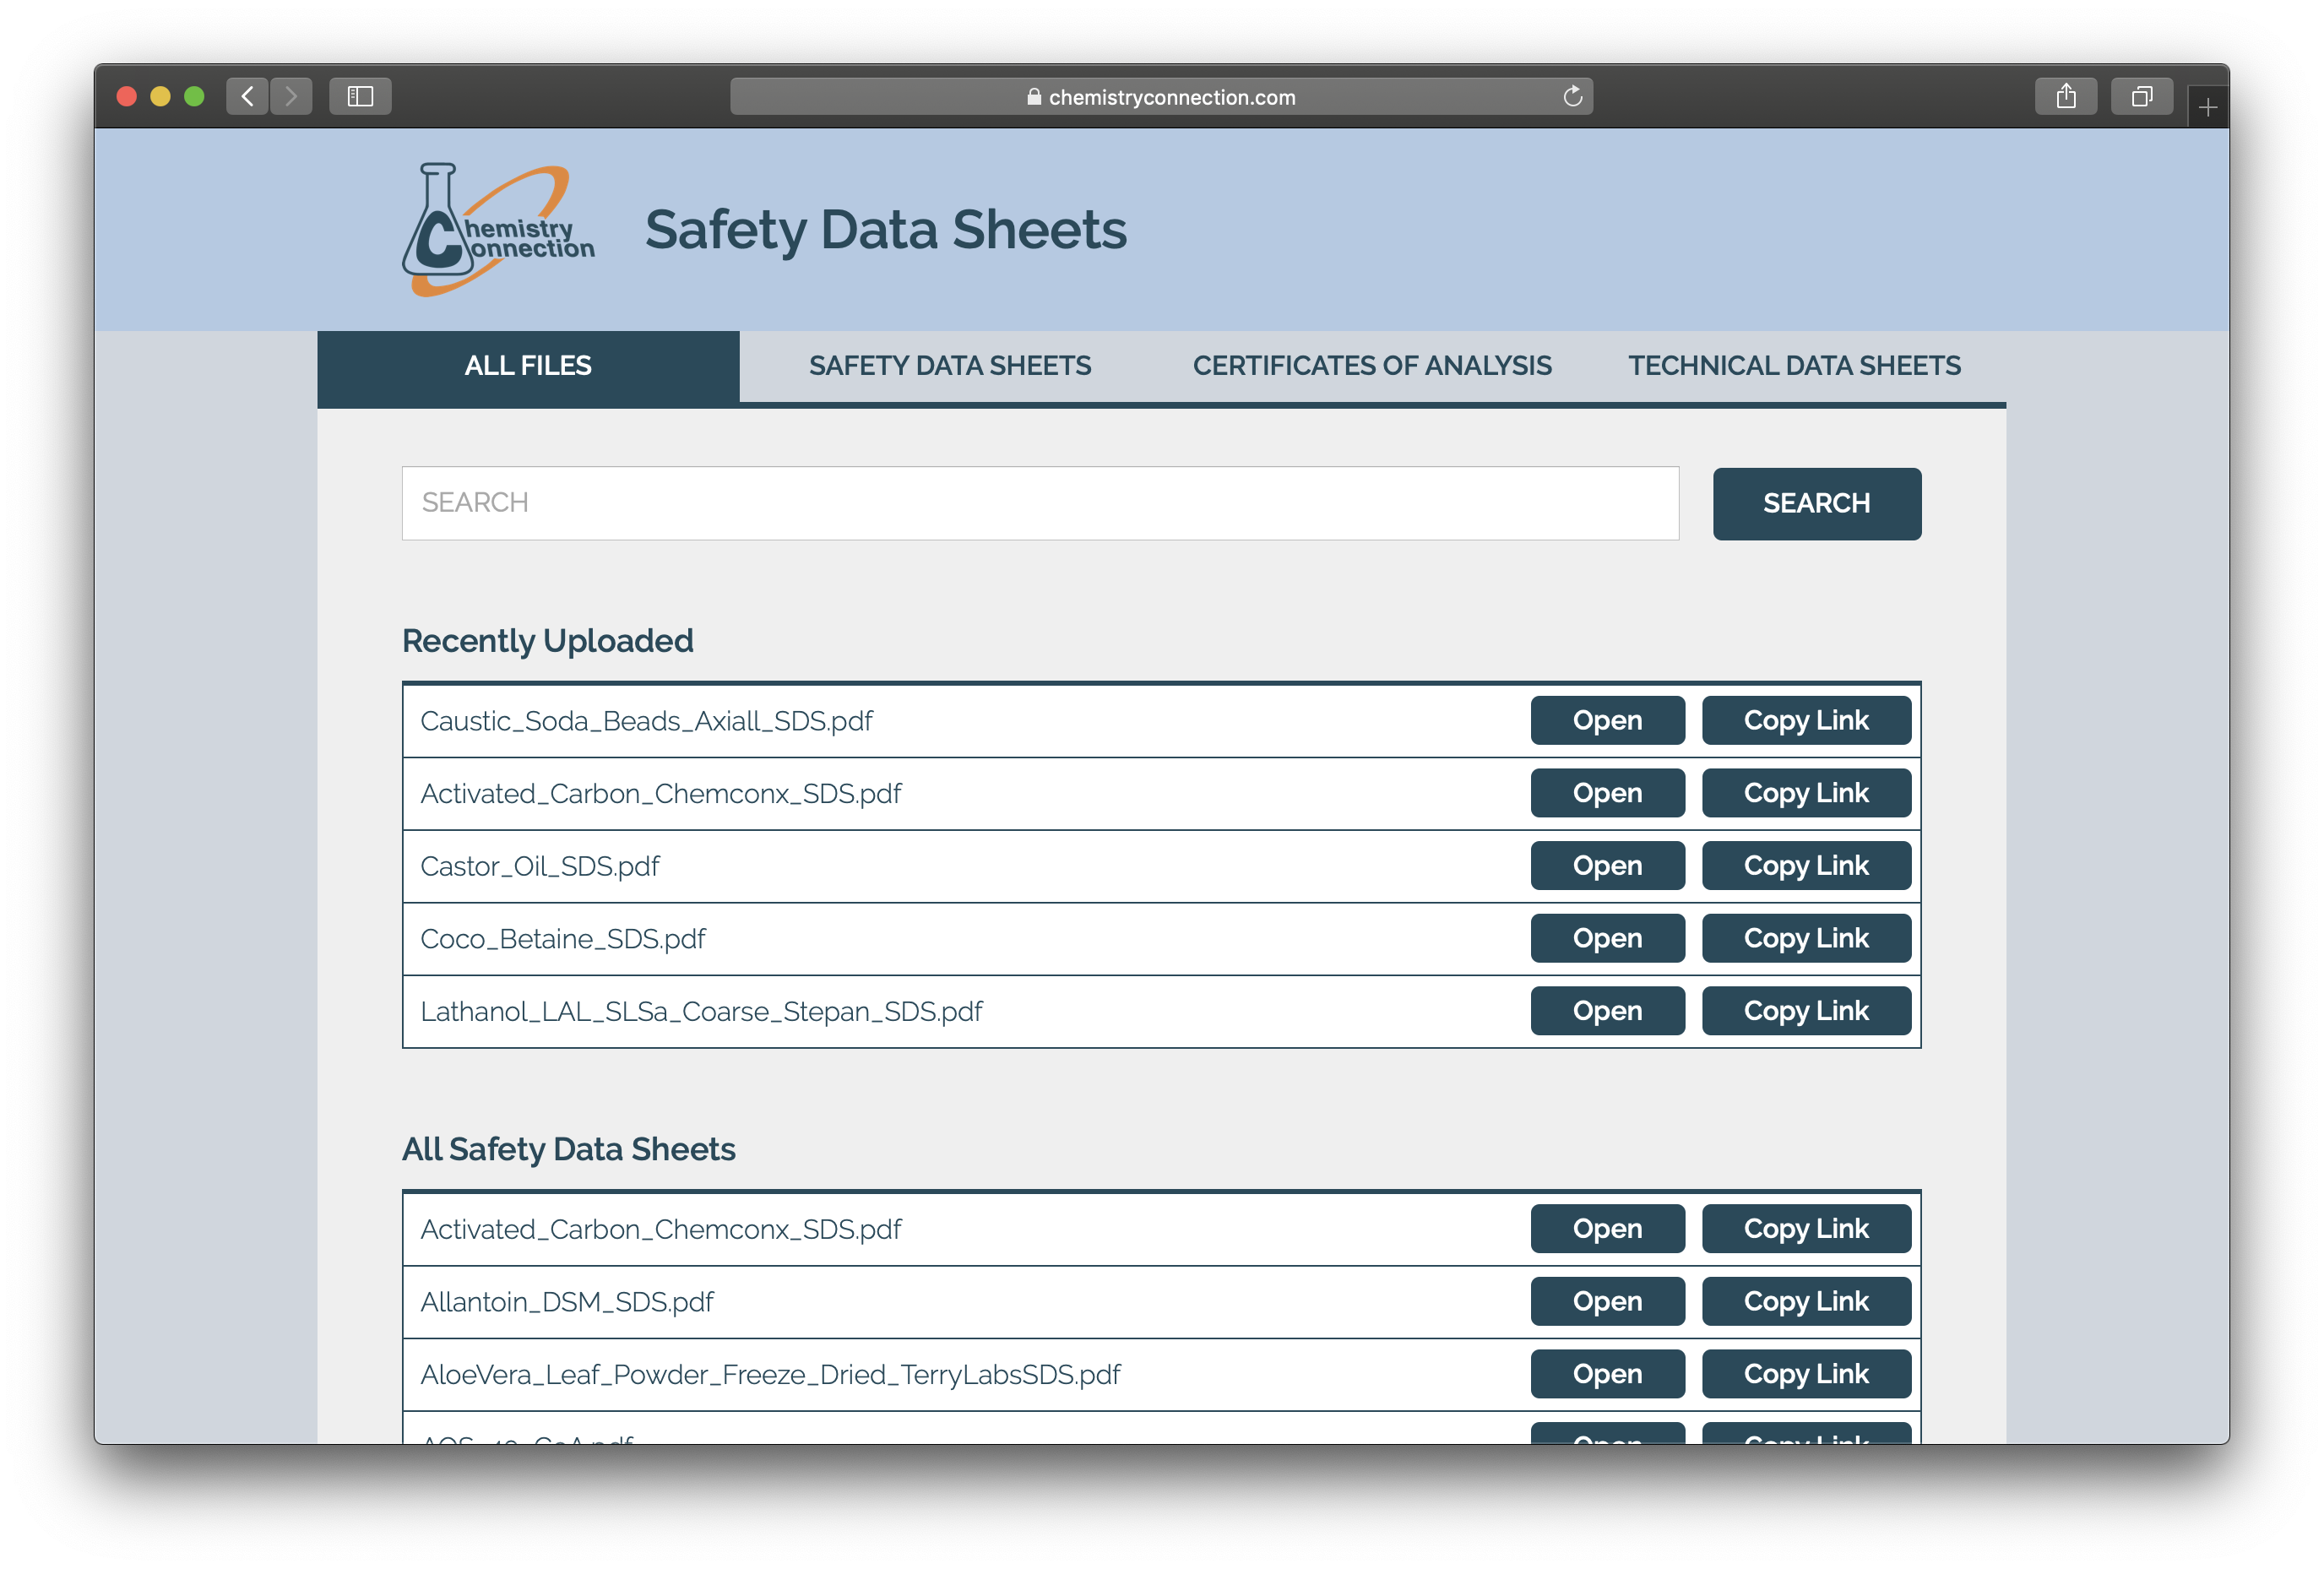 chemistryconnection.com
Chemistry
Connection
Safety Data Sheets
ALL FILES SAFETY DATA SHEETS CERTIFICATES OF ANALYSIS TECHNICAL DATA SHEETS
SEARCH SEARCH
Recently Uploaded
Caustic_Soda_Beads_Axiall_SDS.pdf Open Copy Link
Activated_Carbon_Chemconx_SDS.pdf Open Copy Link
Castor_Oil_SDS.pdf Open Copy Link
Coco_Betaine_SDS.pdf Open Copy Link
Lathanol_LAL_SLSa_Coarse_Stepan_SDS.pdf Open Copy Link
All Safety Data Sheets
Activated_Carbon_Chemconx_SDS.pdf Open Copy Link
Allantoin_DSM_SDS.pdf Open Copy Link
AloeVera_Leaf_Powder_Freeze_Dried_TerryLabsSDS.pdf Open Copy Link
Open Copy Link